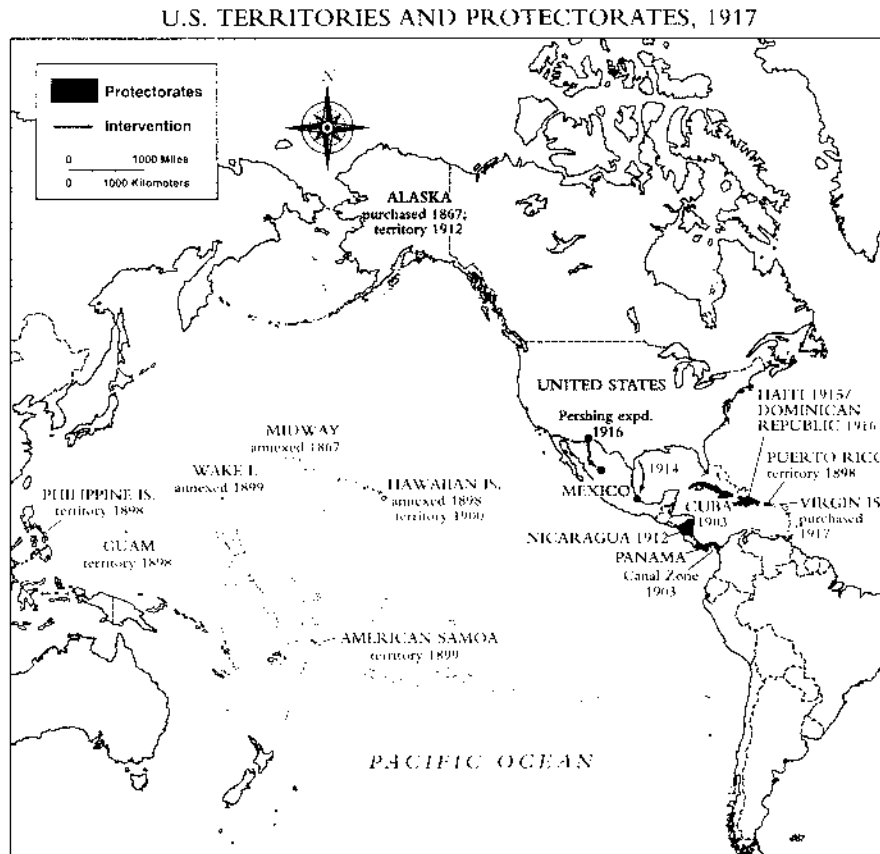 U.S. TERRITORIES AND PROTECTORATES, 1917
Protectorates
Intervention
0 1000 Miles
0 1000 Kilometers
N
ALASKA
purchased 1867;
territory 1912
UNITED STATES
Pershing expd.
1916
HAITI 1915/
DOMINICAN
REPUBLIC 1916
MIDWAY
annexed 1867
WAKE I.
annexed 1899
HAWAIIAN IS.
annexed 1898
territory 1900
PHILIPPINE IS.
territory 1898
GUAM
territory 1898
MEXICO
1914
CUBA
1903
PUERTO RICO
territory 1898
VIRGIN IS.
purchased
1917
NICARAGUA 1912
PANAMA
Canal Zone
1903
AMERICAN SAMOA
territory 1899
PACIFIC OCEAN